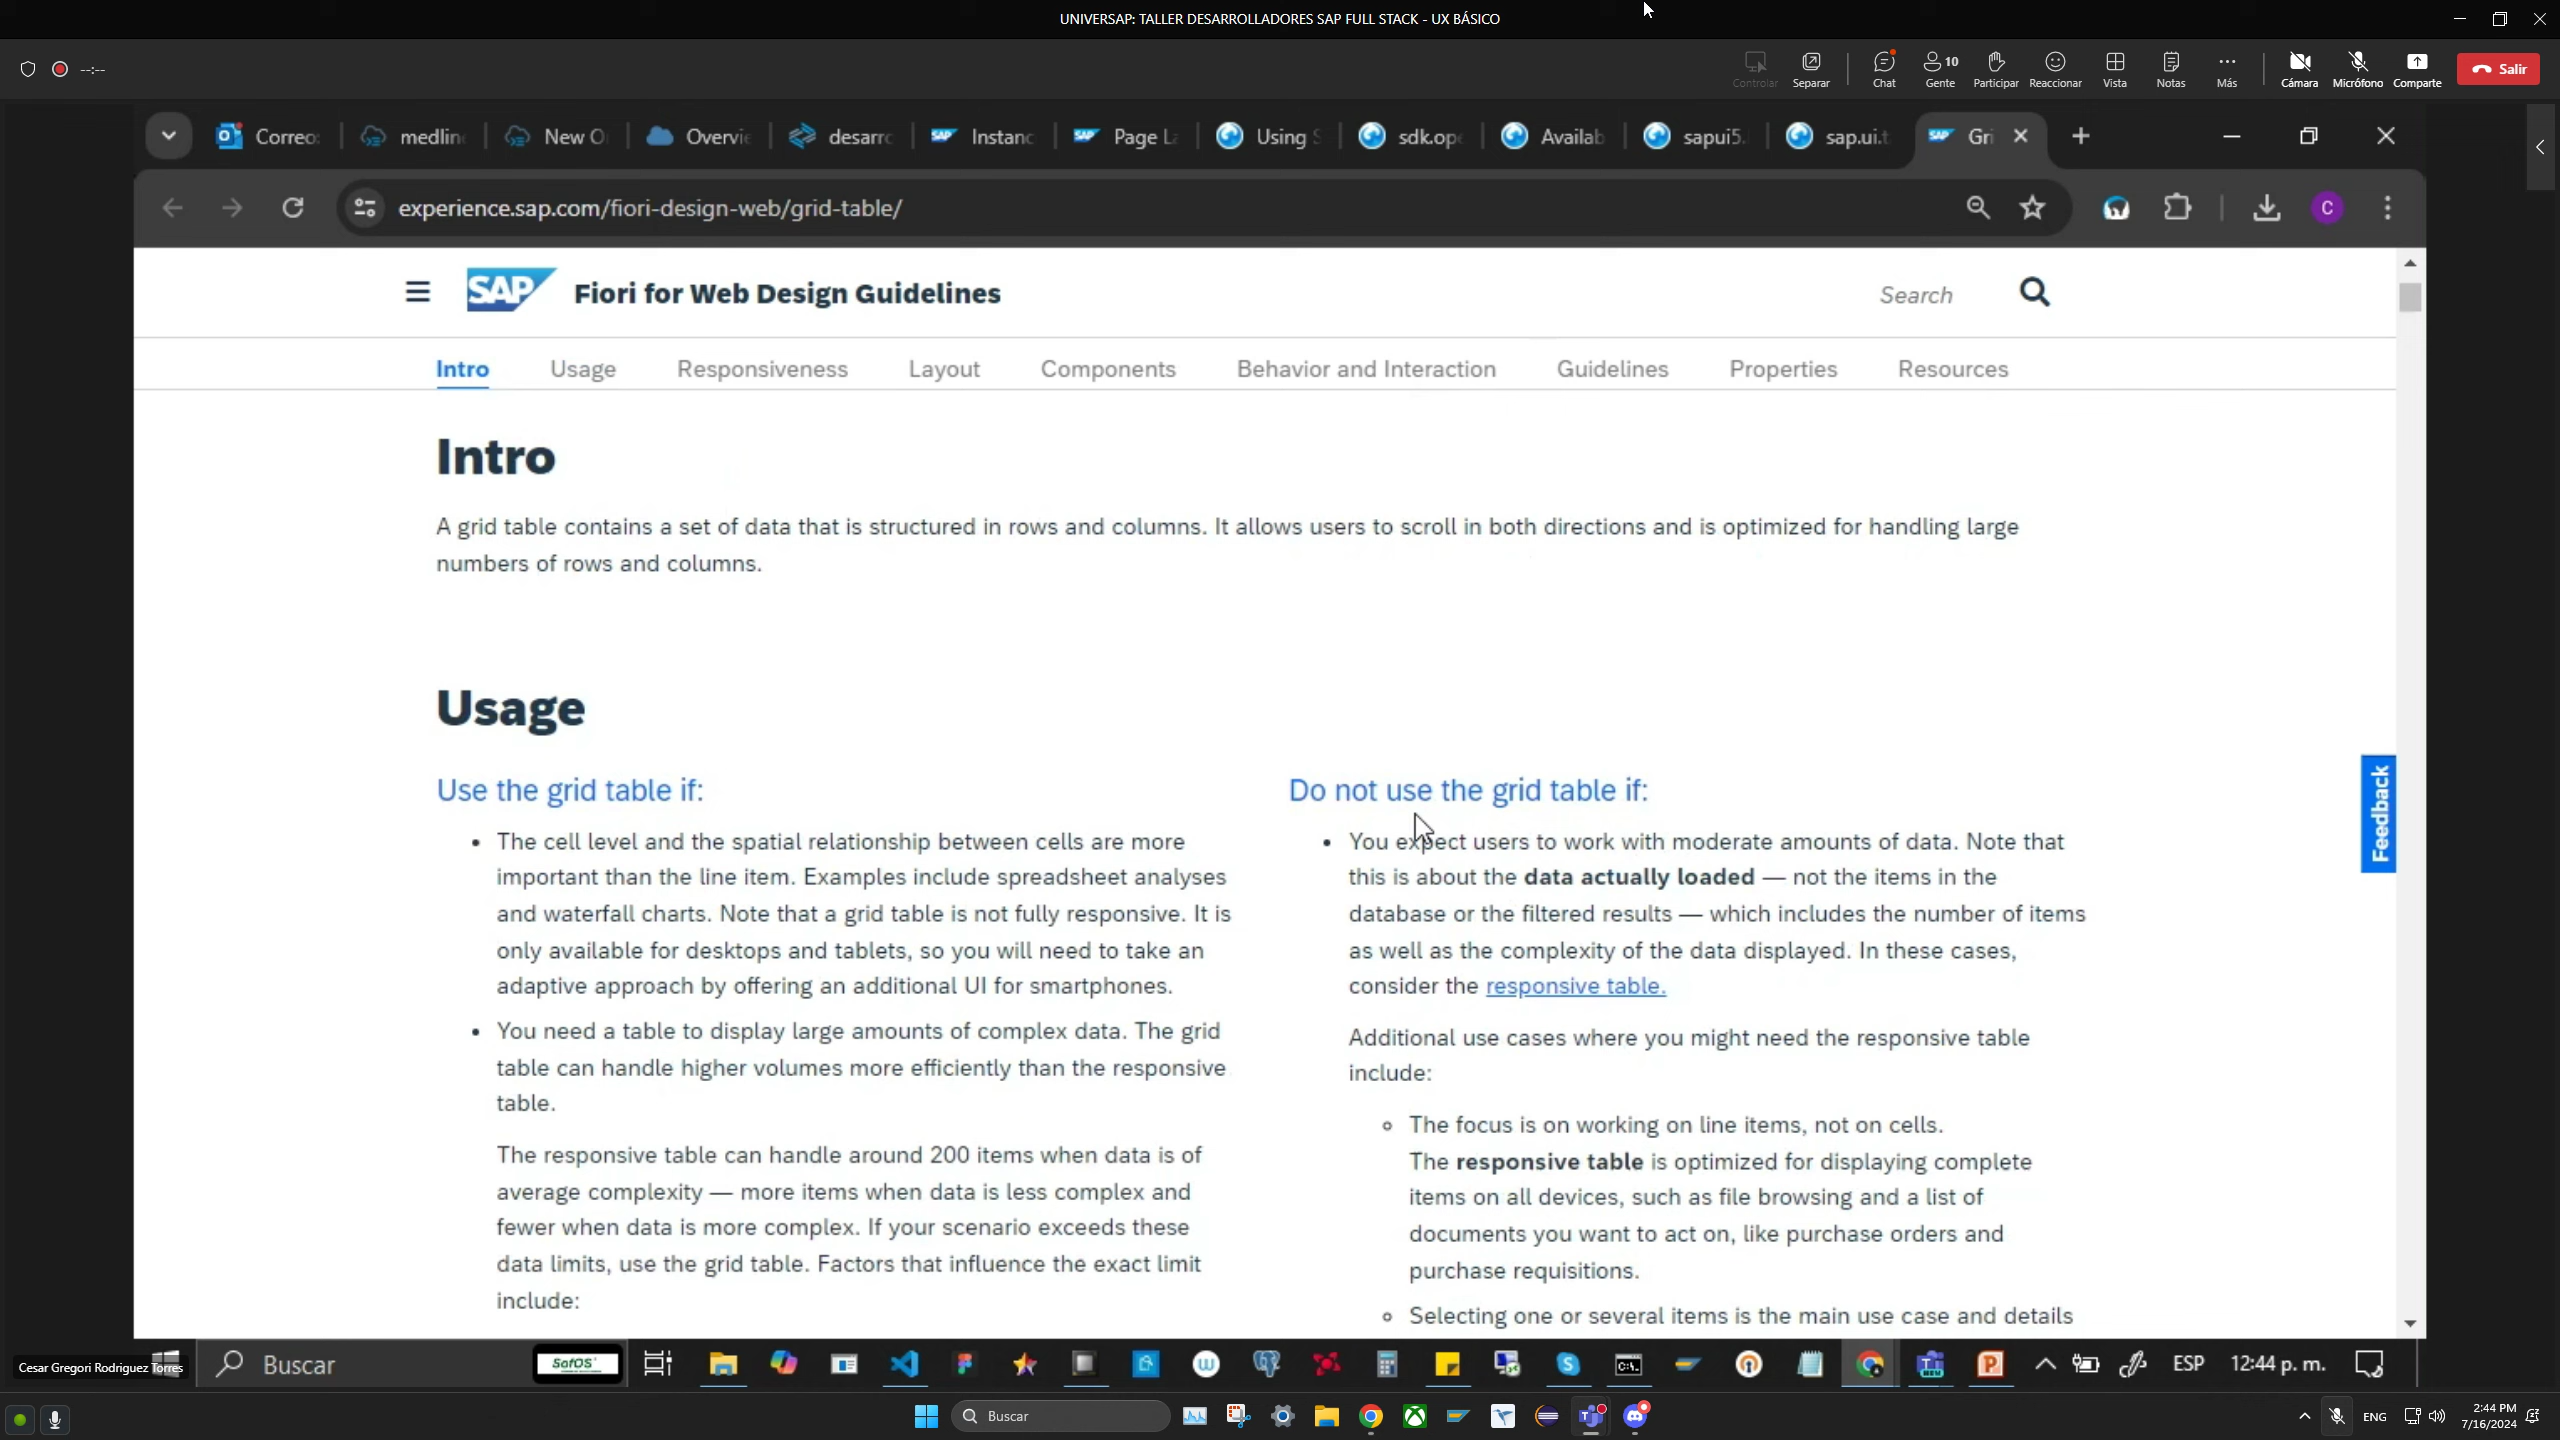 UNIVERSAP: TALLER DESARROLLADORES SAP FULL STACK - UX BÁSICO
--:--
Controlar
Separar
Chat
10
Gente
Participar
Reaccionar
Vista
Notas
Más
Cámara
Micrófono
Comparte
Salir
Correo:
medline
New O
Overvie
desarro
Instanc
Page La
Using S
sdk.ope
Availab
sapui5.
sap.ui.t
Gri
experience.sap.com/fiori-design-web/grid-table/
C
SAP
Fiori for Web Design Guidelines
Search
Intro
Usage
Responsiveness
Layout
Components
Behavior and Interaction
Guidelines
Properties
Resources
Intro
A grid table contains a set of data that is structured in rows and columns. It allows users to scroll in both directions and is optimized for handling large
numbers of rows and columns.
Usage
Use the grid table if:
• The cell level and the spatial relationship between cells are more
important than the line item. Examples include spreadsheet analyses
and waterfall charts. Note that a grid table is not fully responsive. It is
only available for desktops and tablets, so you will need to take an
adaptive approach by offering an additional UI for smartphones.
• You need a table to display large amounts of complex data. The grid
table can handle higher volumes more efficiently than the responsive
table.
The responsive table can handle around 200 items when data is of
average complexity — more items when data is less complex and
fewer when data is more complex. If your scenario exceeds these
data limits, use the grid table. Factors that influence the exact limit
include:
Do not use the grid table if:
• You expect users to work with moderate amounts of data. Note that
this is about the data actually loaded — not the items in the
database or the filtered results — which includes the number of items
as well as the complexity of the data displayed. In these cases,
consider the responsive table.
Additional use cases where you might need the responsive table
include:
The focus is on working on line items, not on cells.
The responsive table is optimized for displaying complete
items on all devices, such as file browsing and a list of
documents you want to act on, like purchase orders and
purchase requisitions.
Selecting one or several items is the main use case and details
Feedback
Cesar Gregori Rodriguez Torres
Buscar
SofOS
ESP
12:44 p. m.
Buscar
ENG
2:44 PM
7/16/2024